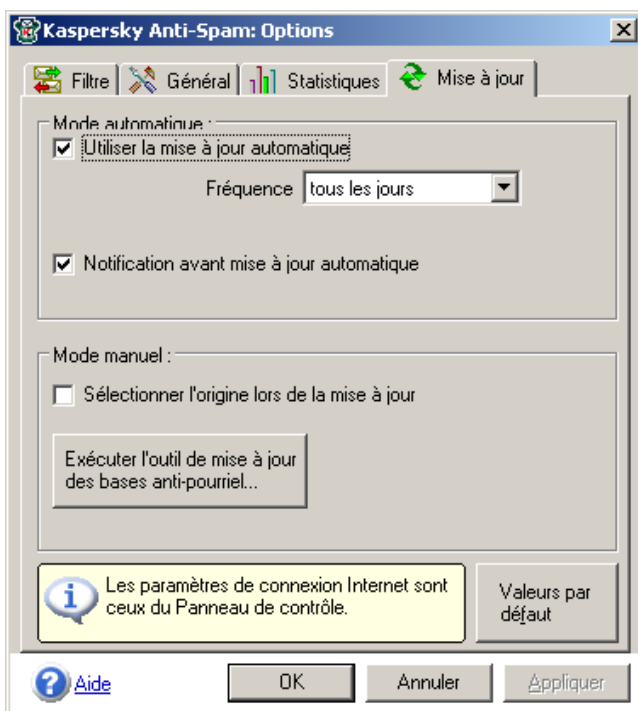 Kaspersky Anti-Spam: Options
Filtre Général Statistiques Mise à jour
Mode automatique :
Utiliser la mise à jour automatique
Fréquence tous les jours
Notification avant mise à jour automatique
Mode manuel :
Sélectionner l'origine lors de la mise à jour
Exécuter l'outil de mise à jour
des bases anti-pourriel...
Les paramètres de connexion Internet sont
ceux du Panneau de contrôle.
Valeurs par
défaut
Aide OK Annuler Appliquer